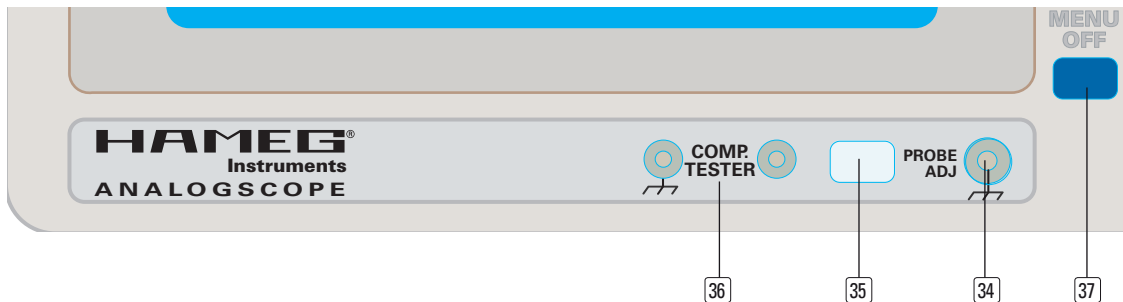 MENU
OFF
HAMEG®
Instruments
ANALOGSCOPE
COMP.
TESTER
PROBE
ADJ
36
35
34
37